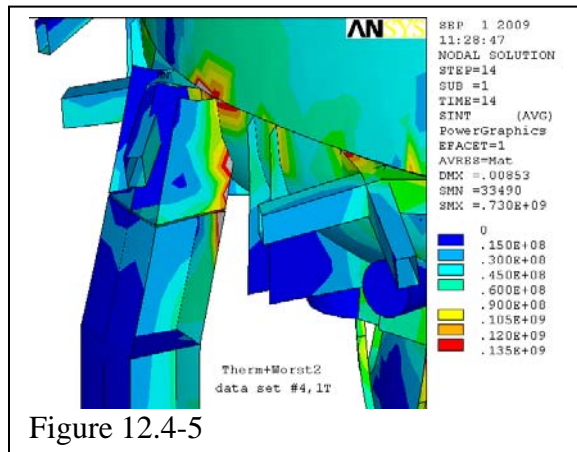 ANSYS
SEP 1 2009
11:28:47
NODAL SOLUTION
STEP=14
SUB =1
TIME=14
SINT (AVG)
PowerGraphics
EFACET=1
AVRES=Mat
DMX =.00853
SMN =33490
SMX =.730E+09
0
.150E+08
.300E+08
.450E+08
.600E+08
.900E+08
.105E+09
.120E+09
.135E+09
Therm+Worst2
data set #4,1T
Figure 12.4-5